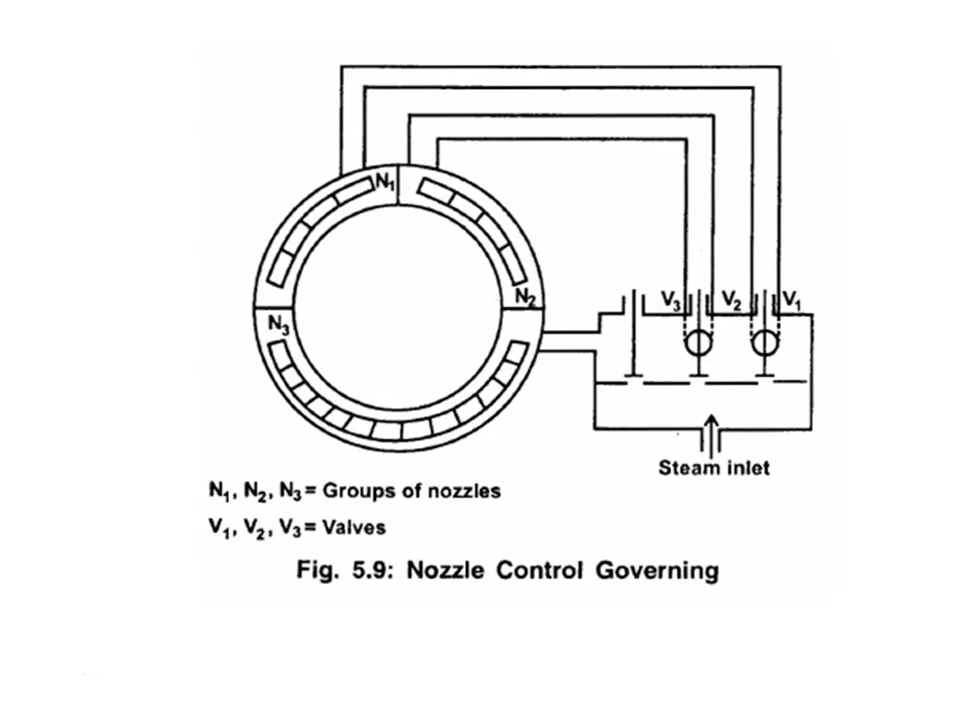 N₁
N₂
N₃
V₃ V₂ V₁
Steam inlet
N₁, N₂, N₃ = Groups of nozzles
V₁, V₂, V₃ = Valves
Fig. 5.9: Nozzle Control Governing